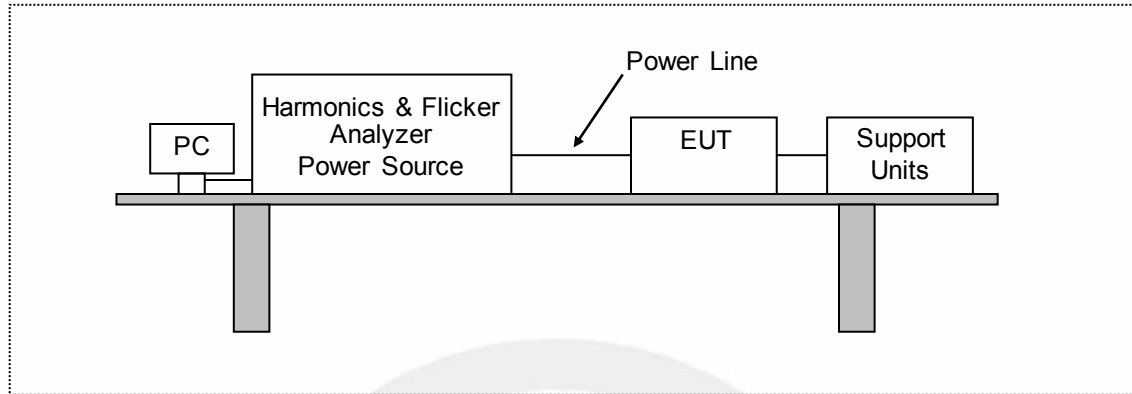 Power Line
Harmonics & Flicker
Analyzer
Power Source
PC
EUT
Support
Units